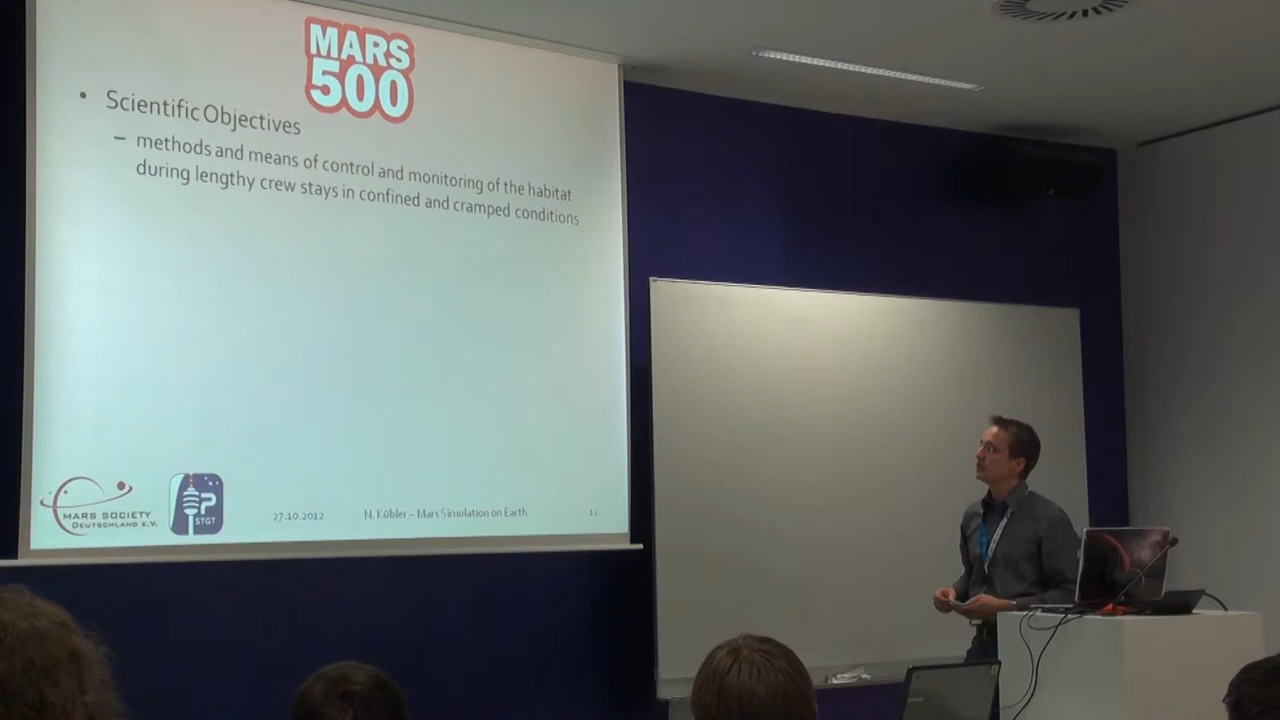 MARS
500
• Scientific Objectives
– methods and means of control and monitoring of the habitat
during lengthy crew stays in confined and cramped conditions
MARS SOCIETY
DEUTSCHLAND E.V.
P
STGT
27.10.2012 N. Kübler – Mars Simulation on Earth